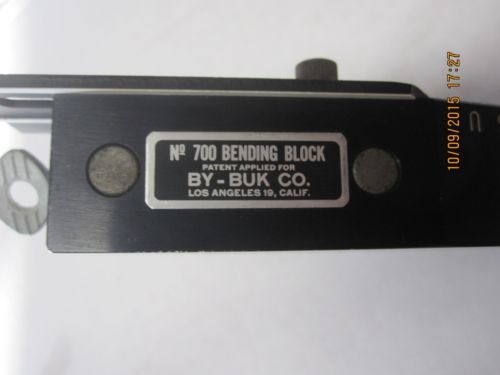 Nº 700 BENDING BLOCK
PATENT APPLIED FOR
BY-BUK CO.
LOS ANGELES 19, CALIF.
10/09/2015 17:27